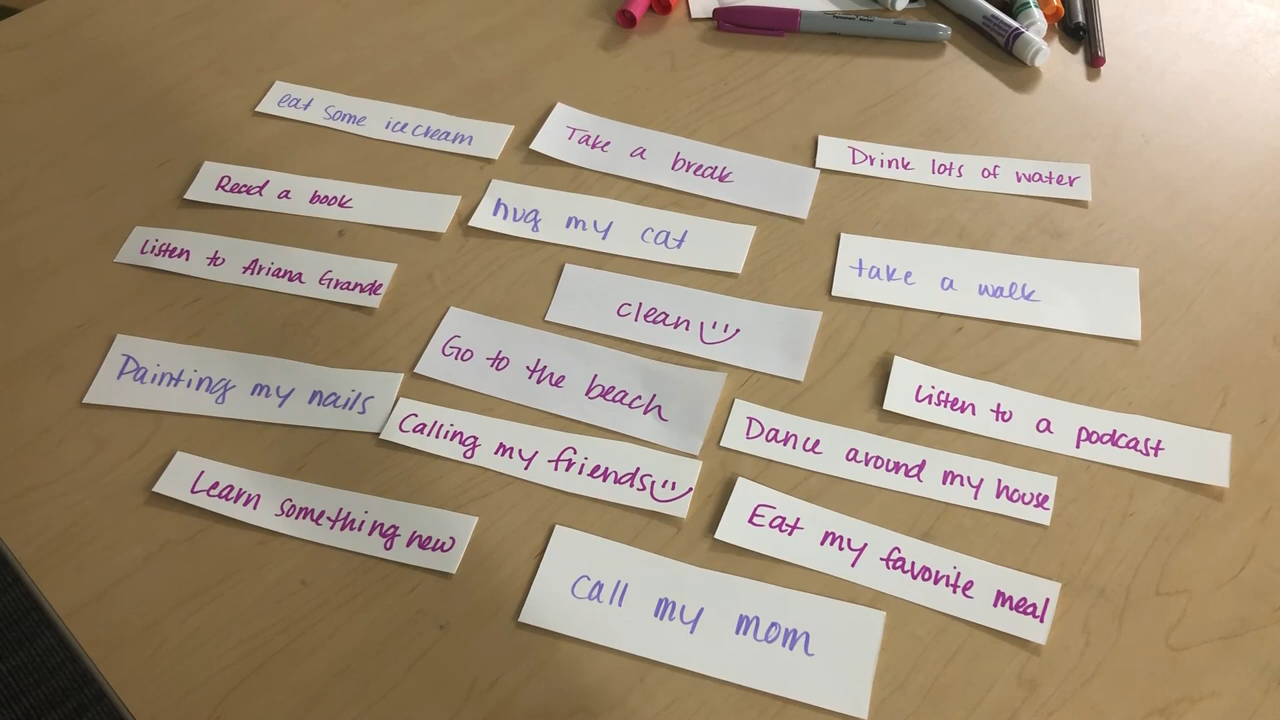 eat some ice cream
Take a break
Drink lots of water
Read a book
hug my cat
Listen to Ariana Grande
take a walk
clean
Painting my nails
Go to the beach
Listen to a podcast
Calling my friends
Dance around my house
Learn something new
Eat my favorite meal
call my mom